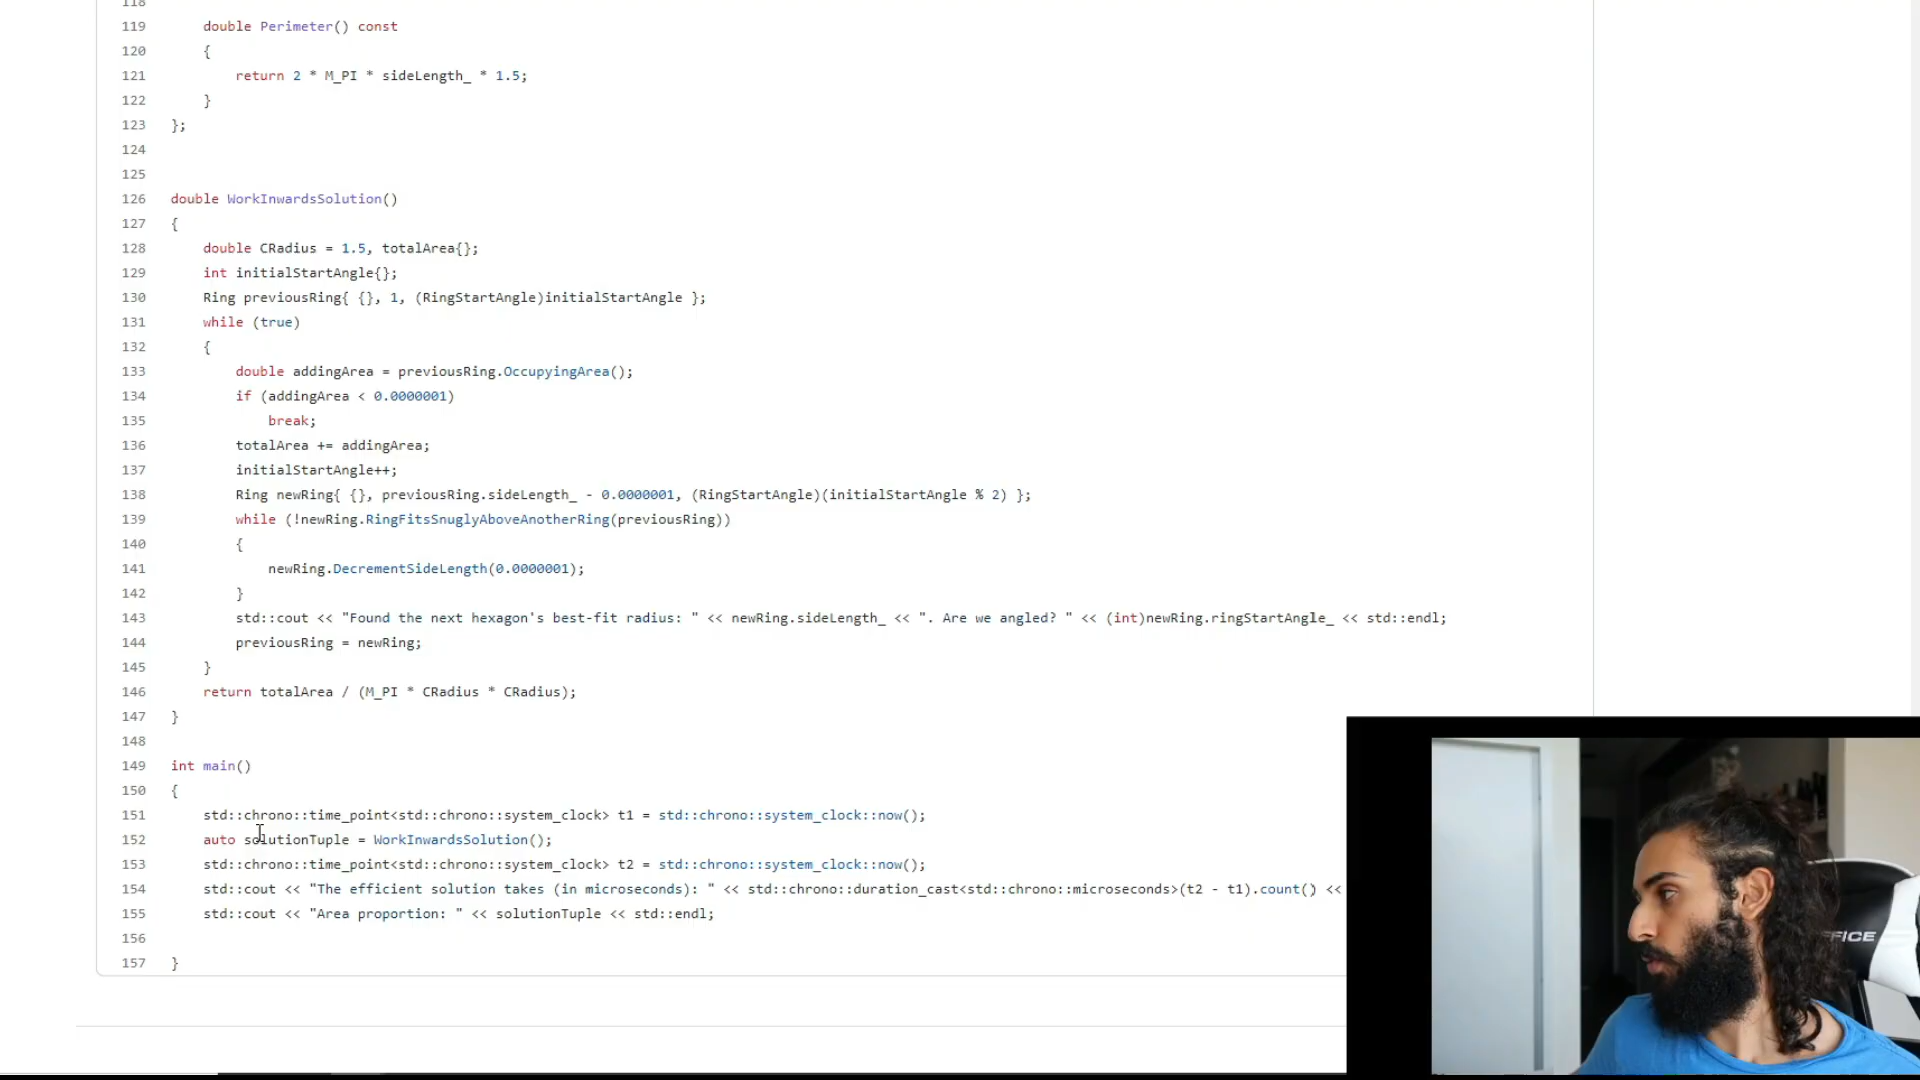 118
119 double Perimeter() const
120 {
121 return 2 * M_PI * sideLength_ * 1.5;
122 }
123 };
124
125
126 double WorkInwardsSolution()
127 {
128 double CRadius = 1.5, totalArea{};
129 int initialStartAngle{};
130 Ring previousRing{ {}, 1, (RingStartAngle)initialStartAngle };
131 while (true)
132 {
133 double addingArea = previousRing.OccupyingArea();
134 if (addingArea < 0.0000001)
135 break;
136 totalArea += addingArea;
137 initialStartAngle++;
138 Ring newRing{ {}, previousRing.sideLength_ - 0.0000001, (RingStartAngle)(initialStartAngle % 2) };
139 while (!newRing.RingFitsSnuglyAboveAnotherRing(previousRing))
140 {
141 newRing.DecrementSideLength(0.0000001);
142 }
143 std::cout << "Found the next hexagon's best-fit radius: " << newRing.sideLength_ << ". Are we angled? " << (int)newRing.ringStartAngle_ << std::endl;
144 previousRing = newRing;
145 }
146 return totalArea / (M_PI * CRadius * CRadius);
147 }
148
149 int main()
150 {
151 std::chrono::time_point<std::chrono::system_clock> t1 = std::chrono::system_clock::now();
152 auto solutionTuple = WorkInwardsSolution();
153 std::chrono::time_point<std::chrono::system_clock> t2 = std::chrono::system_clock::now();
154 std::cout << "The efficient solution takes (in microseconds): " << std::chrono::duration_cast<std::chrono::microseconds>(t2 - t1).count() <<
155 std::cout << "Area proportion: " << solutionTuple << std::endl;
156
157 }
FICE